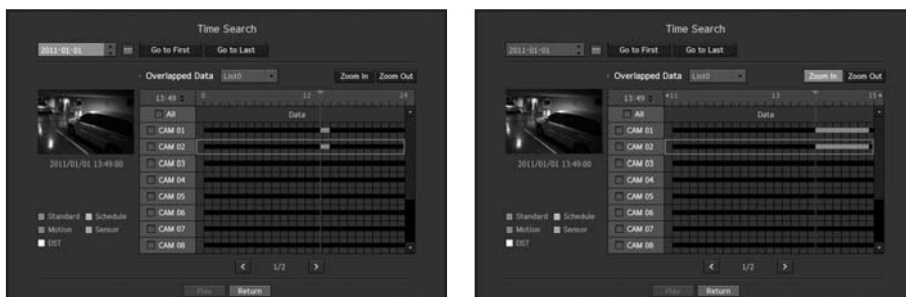 Time Search
2011-01-01 Go to First Go to Last
Overlapped Data List0 Zoom In Zoom Out
13:49 0 12 24
All Data
CAM 01
CAM 02
CAM 03
CAM 04
CAM 05
CAM 06
CAM 07
CAM 08
2011/01/01 13:49:00
Standard Schedule
Motion Sensor
DST
< 1/2 >
Play Return
Time Search
2011-01-01 Go to First Go to Last
Overlapped Data List0 Zoom In Zoom Out
13:49 11 13 15
All Data
CAM 01
CAM 02
CAM 03
CAM 04
CAM 05
CAM 06
CAM 07
CAM 08
2011/01/01 13:49:00
Standard Schedule
Motion Sensor
DST
< 1/2 >
Play Return